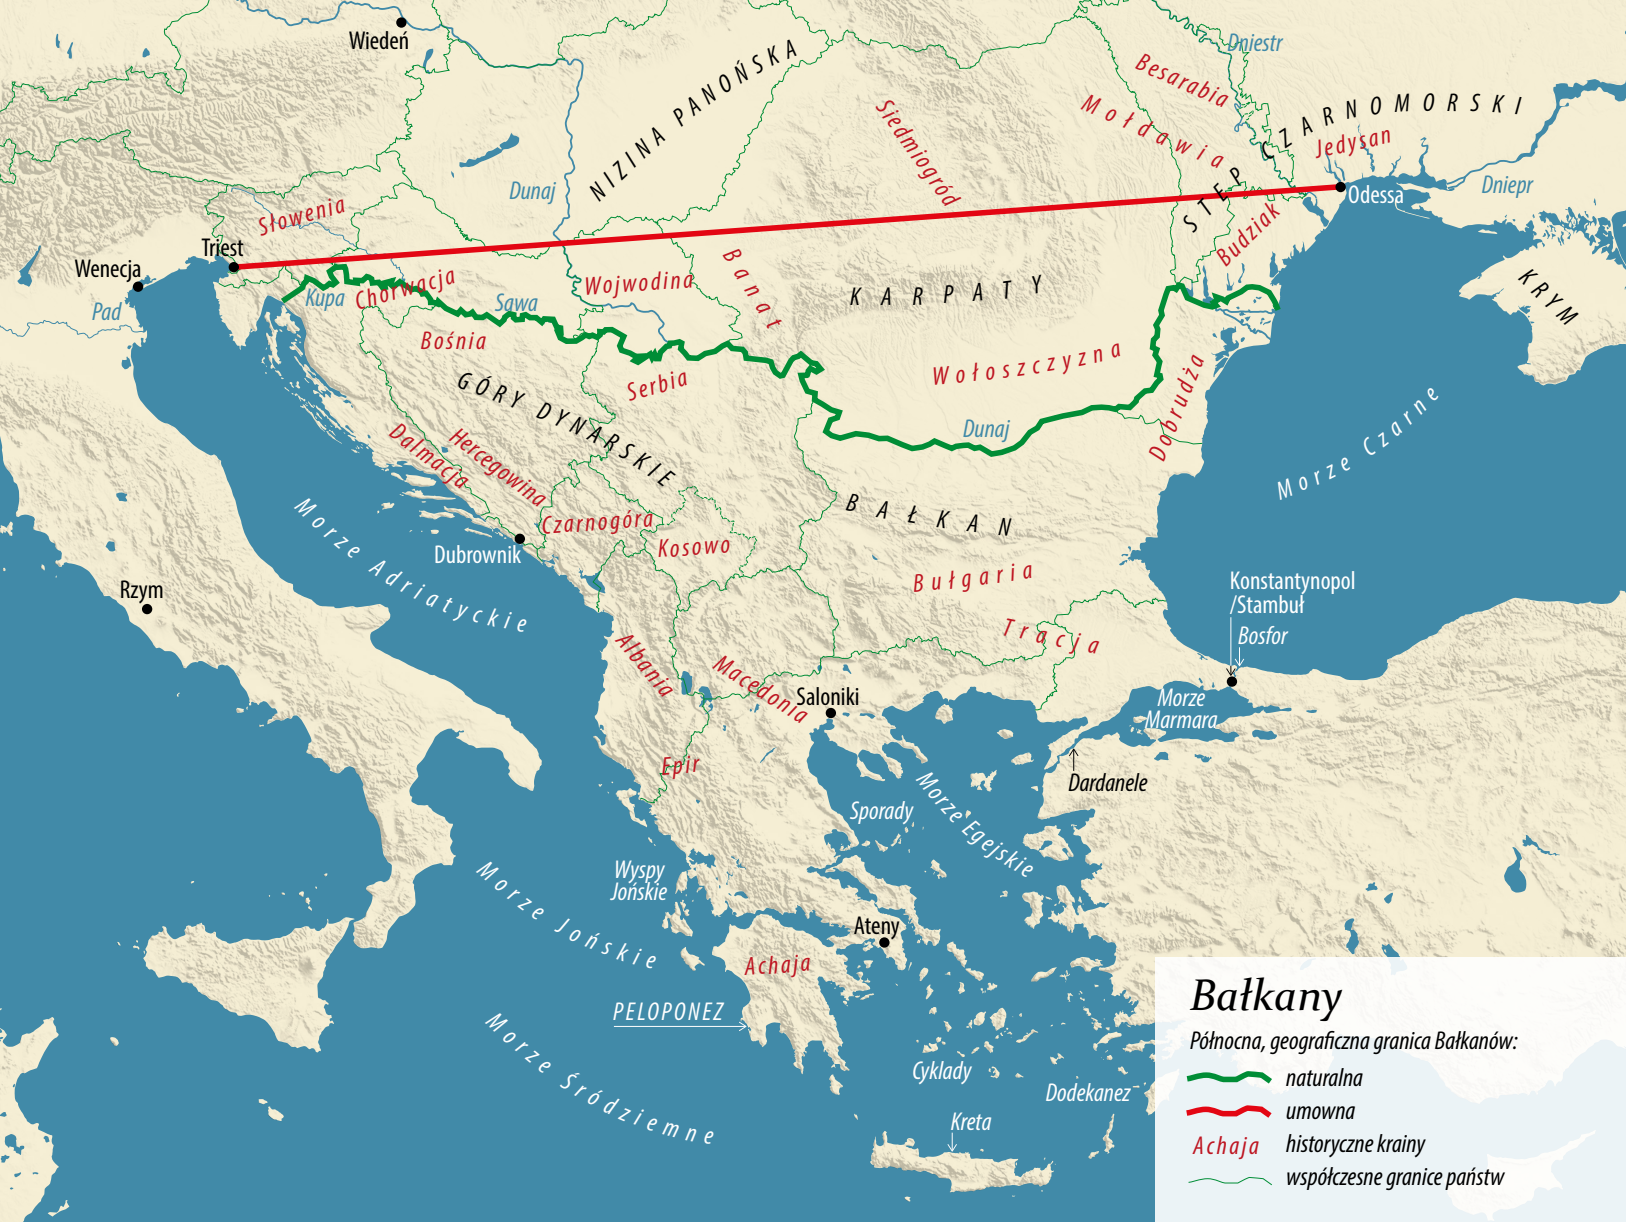 Wiedeń
Dniestr
NIZINA PANOŃSKA
Besarabia
Mołdawia
Siedmiogród
STEP CZARNOMORSKI
Jedysan
Dunaj
Dniepr
Odessa
Słowenia
Triest
Budziak
Wenecja
Pad
Kupa
Chorwacja
Sawa
Wojwodina
Banat
KARPATY
KRYM
Bośnia
Serbia
Wołoszczyzna
Dobrudża
GÓRY DYNARSKIE
Dunaj
Morze Czarne
Dalmacja
Hercegowina
Morze Adriatyckie
Czarnogóra
Dubrownik
Kosowo
BAŁKAN
Bułgaria
Rzym
Konstantynopol
/Stambuł
Bosfor
Tracja
Albania
Macedonia
Saloniki
Morze
Marmara
Epir
Dardanele
Sporady
Morze Egejskie
Wyspy
Jońskie
Morze Jońskie
Ateny
Achaja
PELOPONEZ
Morze Śródziemne
Cyklady
Dodekanez
Kreta
Bałkany
Północna, geograficzna granica Bałkanów:
naturalna
umowna
Achaja historyczne krainy
współczesne granice państw